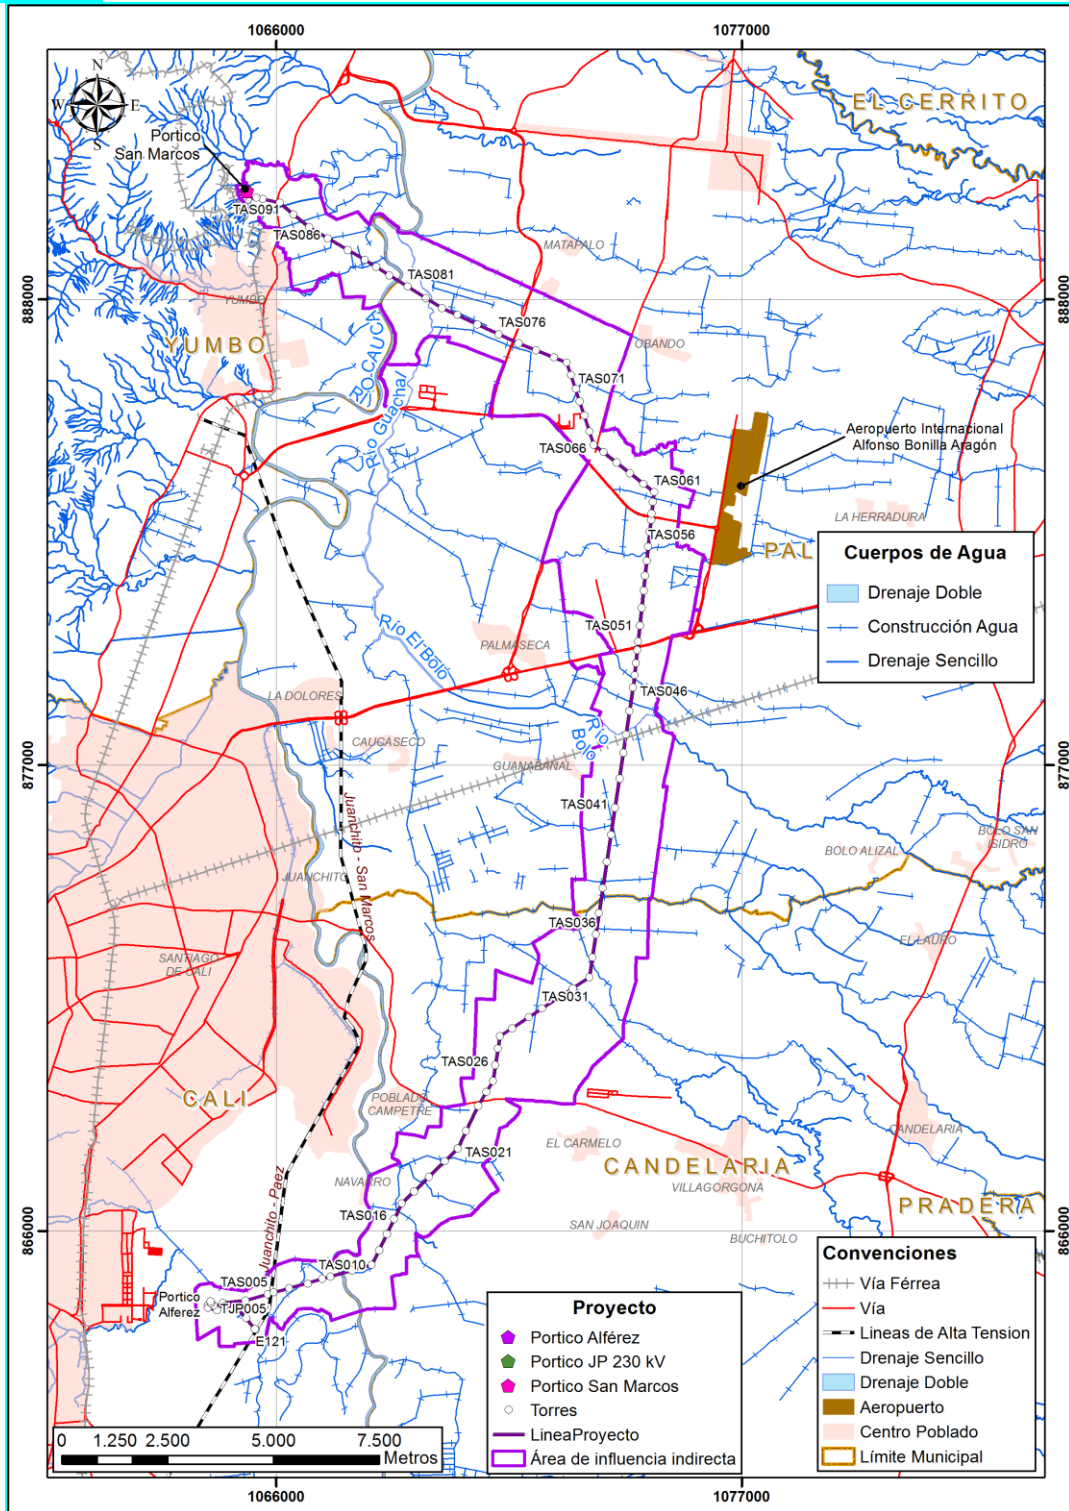 1066000
1077000
N
W
E
S
EL CERRITO
Portico
San Marcos
TAS091
TAS086
MATAPALO
TAS081
888000
888000
YUMBO
TAS076
YUMBO
OBANDO
RIO CAUCA
TAS071
Río Guachal
Aeropuerto Internacional
Alfonso Bonilla Aragón
TAS066
TAS061
LA HERRADURA
TAS056
PAL
Cuerpos de Agua
Drenaje Doble
Construcción Agua
Drenaje Sencillo
TAS051
Río El Boló
PALMASECA
TAS046
LA DOLORES
Río
Bolo
CAUCASECO
GUANABANAL
877000
877000
TAS041
Juanchito - San Marcos
BOLO SAN
ISIDRO
BOLO ALIZAL
JUANCHITO
TAS036
EL LAURO
SANTIAGO
DE CALI
TAS031
TAS026
CALI
POBLADO
CAMPETRE
CANDELARIA
EL CARMELO
TAS021
CANDELARIA
NAVARRO
VILLAGORGONA
PRADERA
TAS016
SAN JOAQUIN
BUCHITOLO
866000
866000
Juanchito - Paez
TAS010
TAS005
Portico
Alferez
TJP005
E121
Proyecto
Portico Alférez
Portico JP 230 kV
Portico San Marcos
Torres
LineaProyecto
Área de influencia indirecta
Convenciones
Vía Férrea
Vía
Lineas de Alta Tension
Drenaje Sencillo
Drenaje Doble
Aeropuerto
Centro Poblado
Límite Municipal
0 1.250 2.500 5.000 7.500
Metros
1066000
1077000